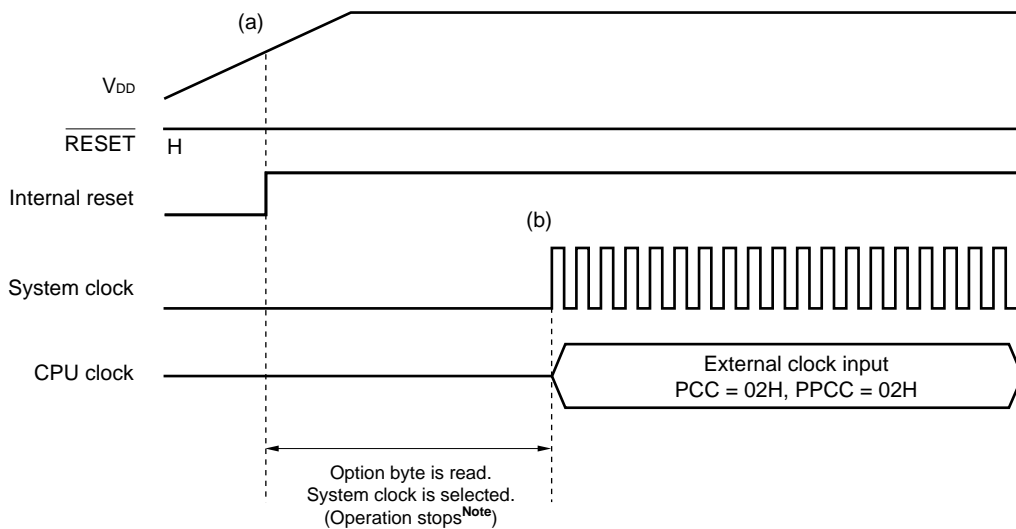 (a)
VDD
RESET
H
Internal reset
(b)
System clock
CPU clock
External clock input
PCC = 02H, PPCC = 02H
Option byte is read.
System clock is selected.
(Operation stopsNote)